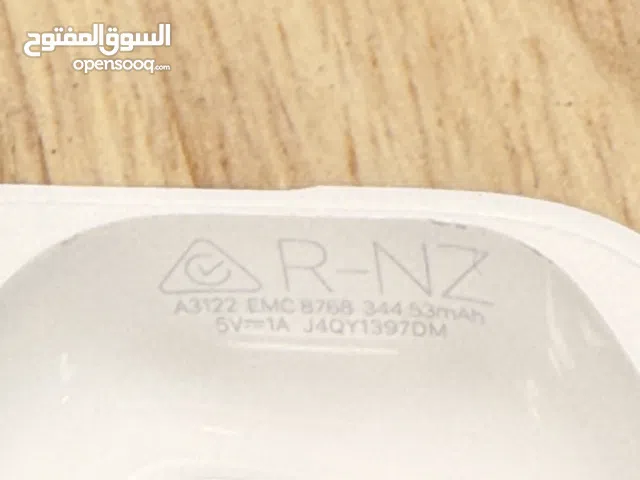 السوق المفتوح
opensooq.com
R-NZ
A3122 EMC 8768 344 53mAh
5V⎓1A J4QY1397DM